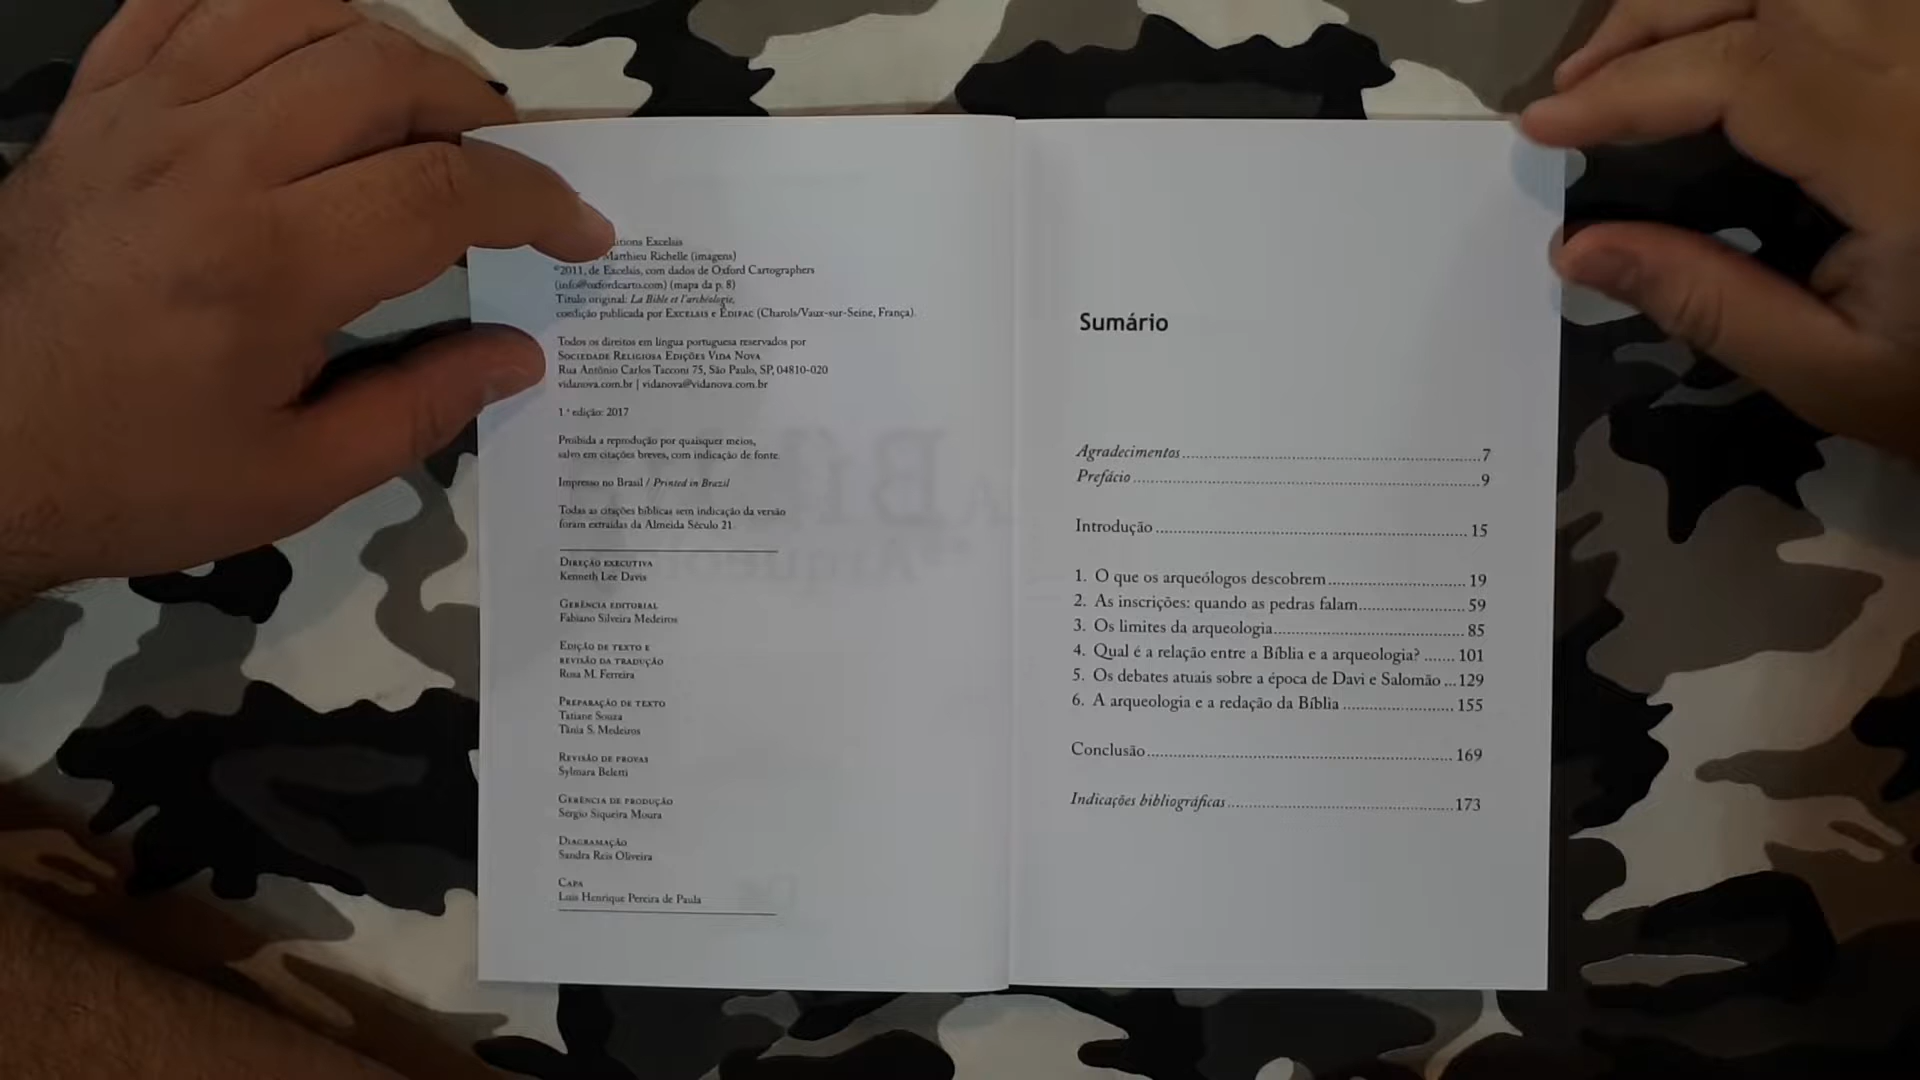 itions Excelsis
Matthieu Richelle (imagens)
©2011, de Excelsis, com dados de Oxford Cartographers
(info@oxfordcarto.com) (mapa da p. 8)
Título original: La Bible et l'archéologie,
edição publicada por Excelsis e Édifac (Charols/Vaux-sur-Seine, França).
Todos os direitos em língua portuguesa reservados por
Sociedade Religiosa Edições Vida Nova
Rua Antônio Carlos Tacconi 75, São Paulo, SP, 04810-020
vidanova.com.br | vidanova@vidanova.com.br
1.ª edição: 2017
Proibida a reprodução por quaisquer meios,
salvo em citações breves, com indicação de fonte.
Impresso no Brasil / Printed in Brazil
Todas as citações bíblicas sem indicação da versão
foram extraídas da Almeida Século 21.
Direção executiva
Kenneth Lee Davis
Gerência editorial
Fabiano Silveira Medeiros
Edição de texto e
revisão da tradução
Rosa M. Ferreira
Preparação de texto
Tatiane Souza
Tânia S. Medeiros
Revisão de provas
Sylmara Beletti
Gerência de produção
Sérgio Siqueira Moura
Diagramação
Sandra Reis Oliveira
Capa
Luis Henrique Pereira de Paula
Sumário
Agradecimentos 7
Prefácio 9
Introdução 15
1. O que os arqueólogos descobrem 19
2. As inscrições: quando as pedras falam 59
3. Os limites da arqueologia 85
4. Qual é a relação entre a Bíblia e a arqueologia? 101
5. Os debates atuais sobre a época de Davi e Salomão 129
6. A arqueologia e a redação da Bíblia 155
Conclusão 169
Indicações bibliográficas 173